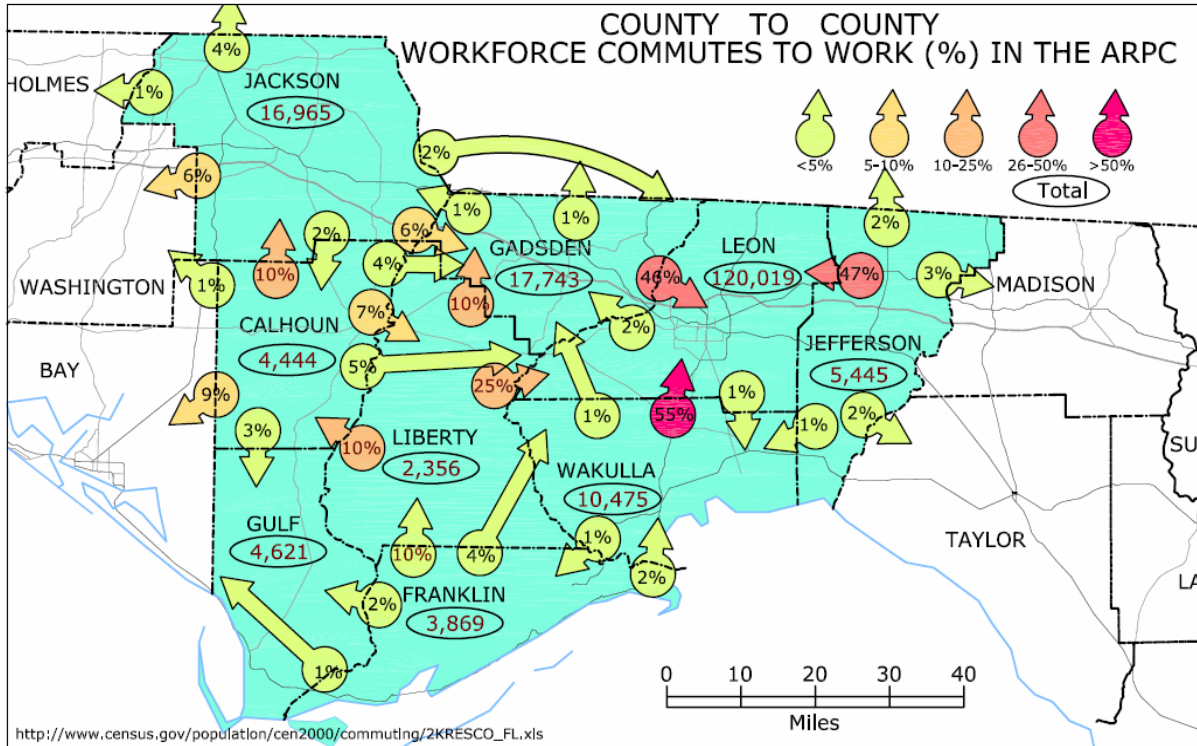 COUNTY TO COUNTY
WORKFORCE COMMUTES TO WORK (%) IN THE ARPC
4%
HOLMES
1%
JACKSON
16,965
<5%
5-10%
10-25%
26-50%
>50%
Total
2%
6%
1%
1%
2%
2%
6%
GADSDEN
17,743
LEON
120,019
4%
46%
47%
3%
MADISON
WASHINGTON
1%
10%
10%
7%
2%
CALHOUN
4,444
JEFFERSON
5,445
BAY
5%
25%
9%
1%
55%
1%
1%
2%
3%
10%
LIBERTY
2,356
WAKULLA
10,475
SU
GULF
4,621
10%
4%
1%
TAYLOR
2%
LA
FRANKLIN
3,869
2%
1%
0 10 20 30 40
Miles
http://www.census.gov/population/cen2000/commuting/2KRESCO_FL.xls